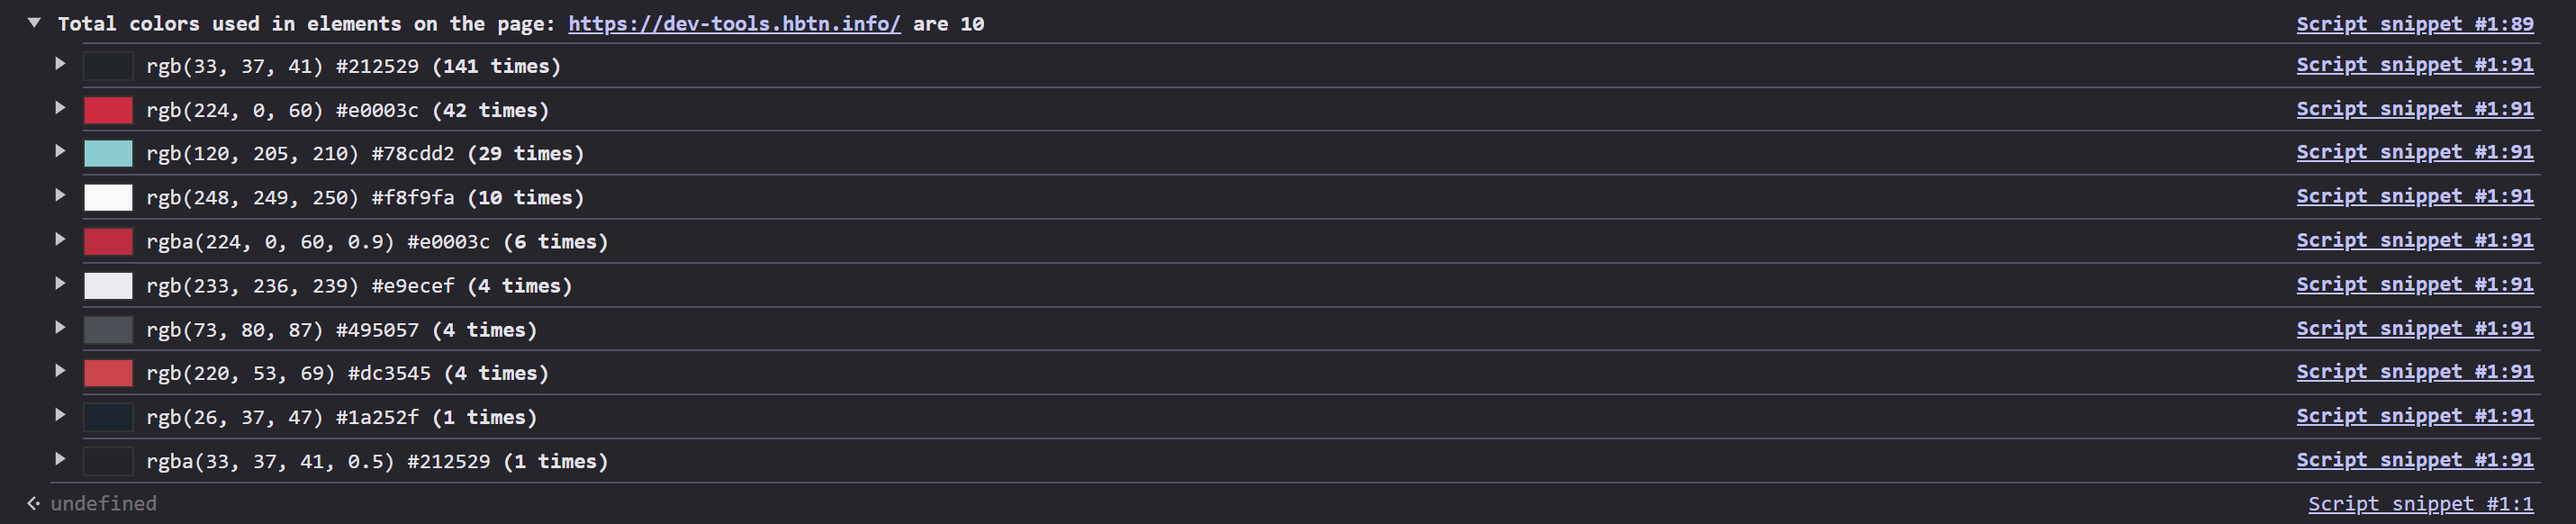 Total colors used in elements on the page: https://dev-tools.hbtn.info/ are 10 Script snippet #1:89
rgb(33, 37, 41) #212529 (141 times) Script snippet #1:91
rgb(224, 0, 60) #e0003c (42 times) Script snippet #1:91
rgb(120, 205, 210) #78cdd2 (29 times) Script snippet #1:91
rgb(248, 249, 250) #f8f9fa (10 times) Script snippet #1:91
rgba(224, 0, 60, 0.9) #e0003c (6 times) Script snippet #1:91
rgb(233, 236, 239) #e9ecef (4 times) Script snippet #1:91
rgb(73, 80, 87) #495057 (4 times) Script snippet #1:91
rgb(220, 53, 69) #dc3545 (4 times) Script snippet #1:91
rgb(26, 37, 47) #1a252f (1 times) Script snippet #1:91
rgba(33, 37, 41, 0.5) #212529 (1 times) Script snippet #1:91
undefined Script snippet #1:1